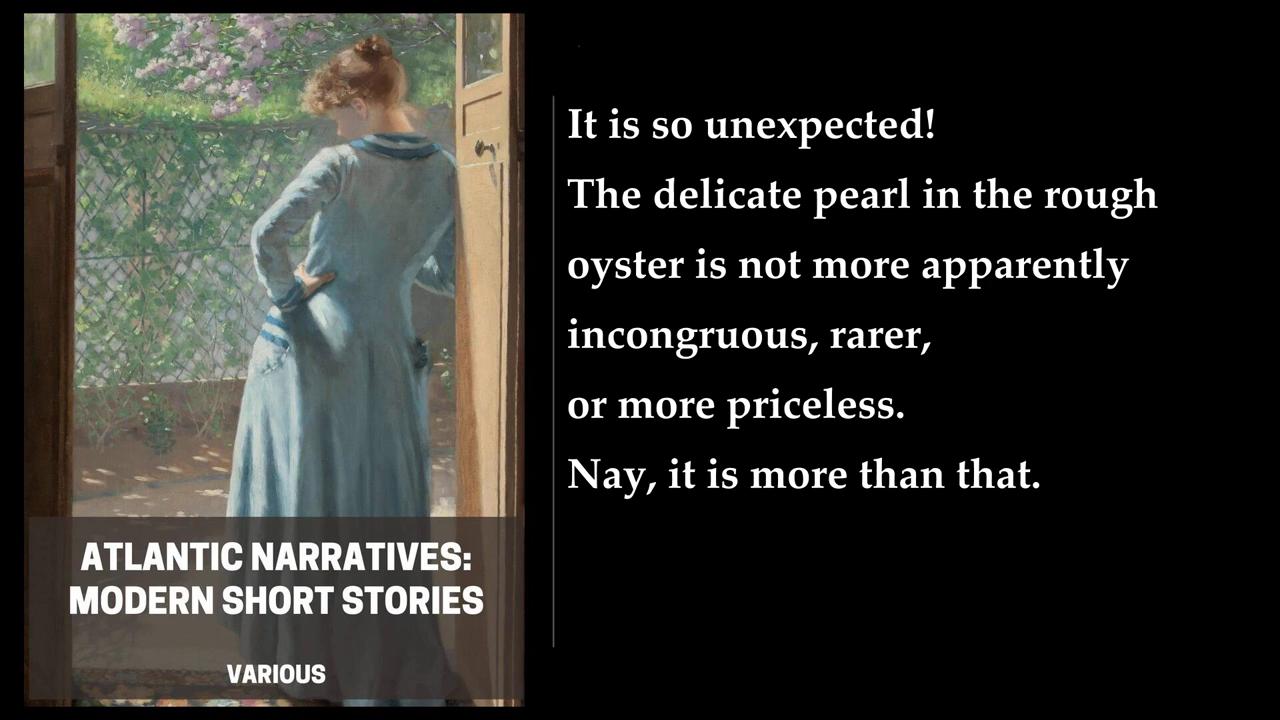 It is so unexpected!
The delicate pearl in the rough
oyster is not more apparently
incongruous, rarer,
or more priceless.
Nay, it is more than that.
ATLANTIC NARRATIVES:
MODERN SHORT STORIES
VARIOUS